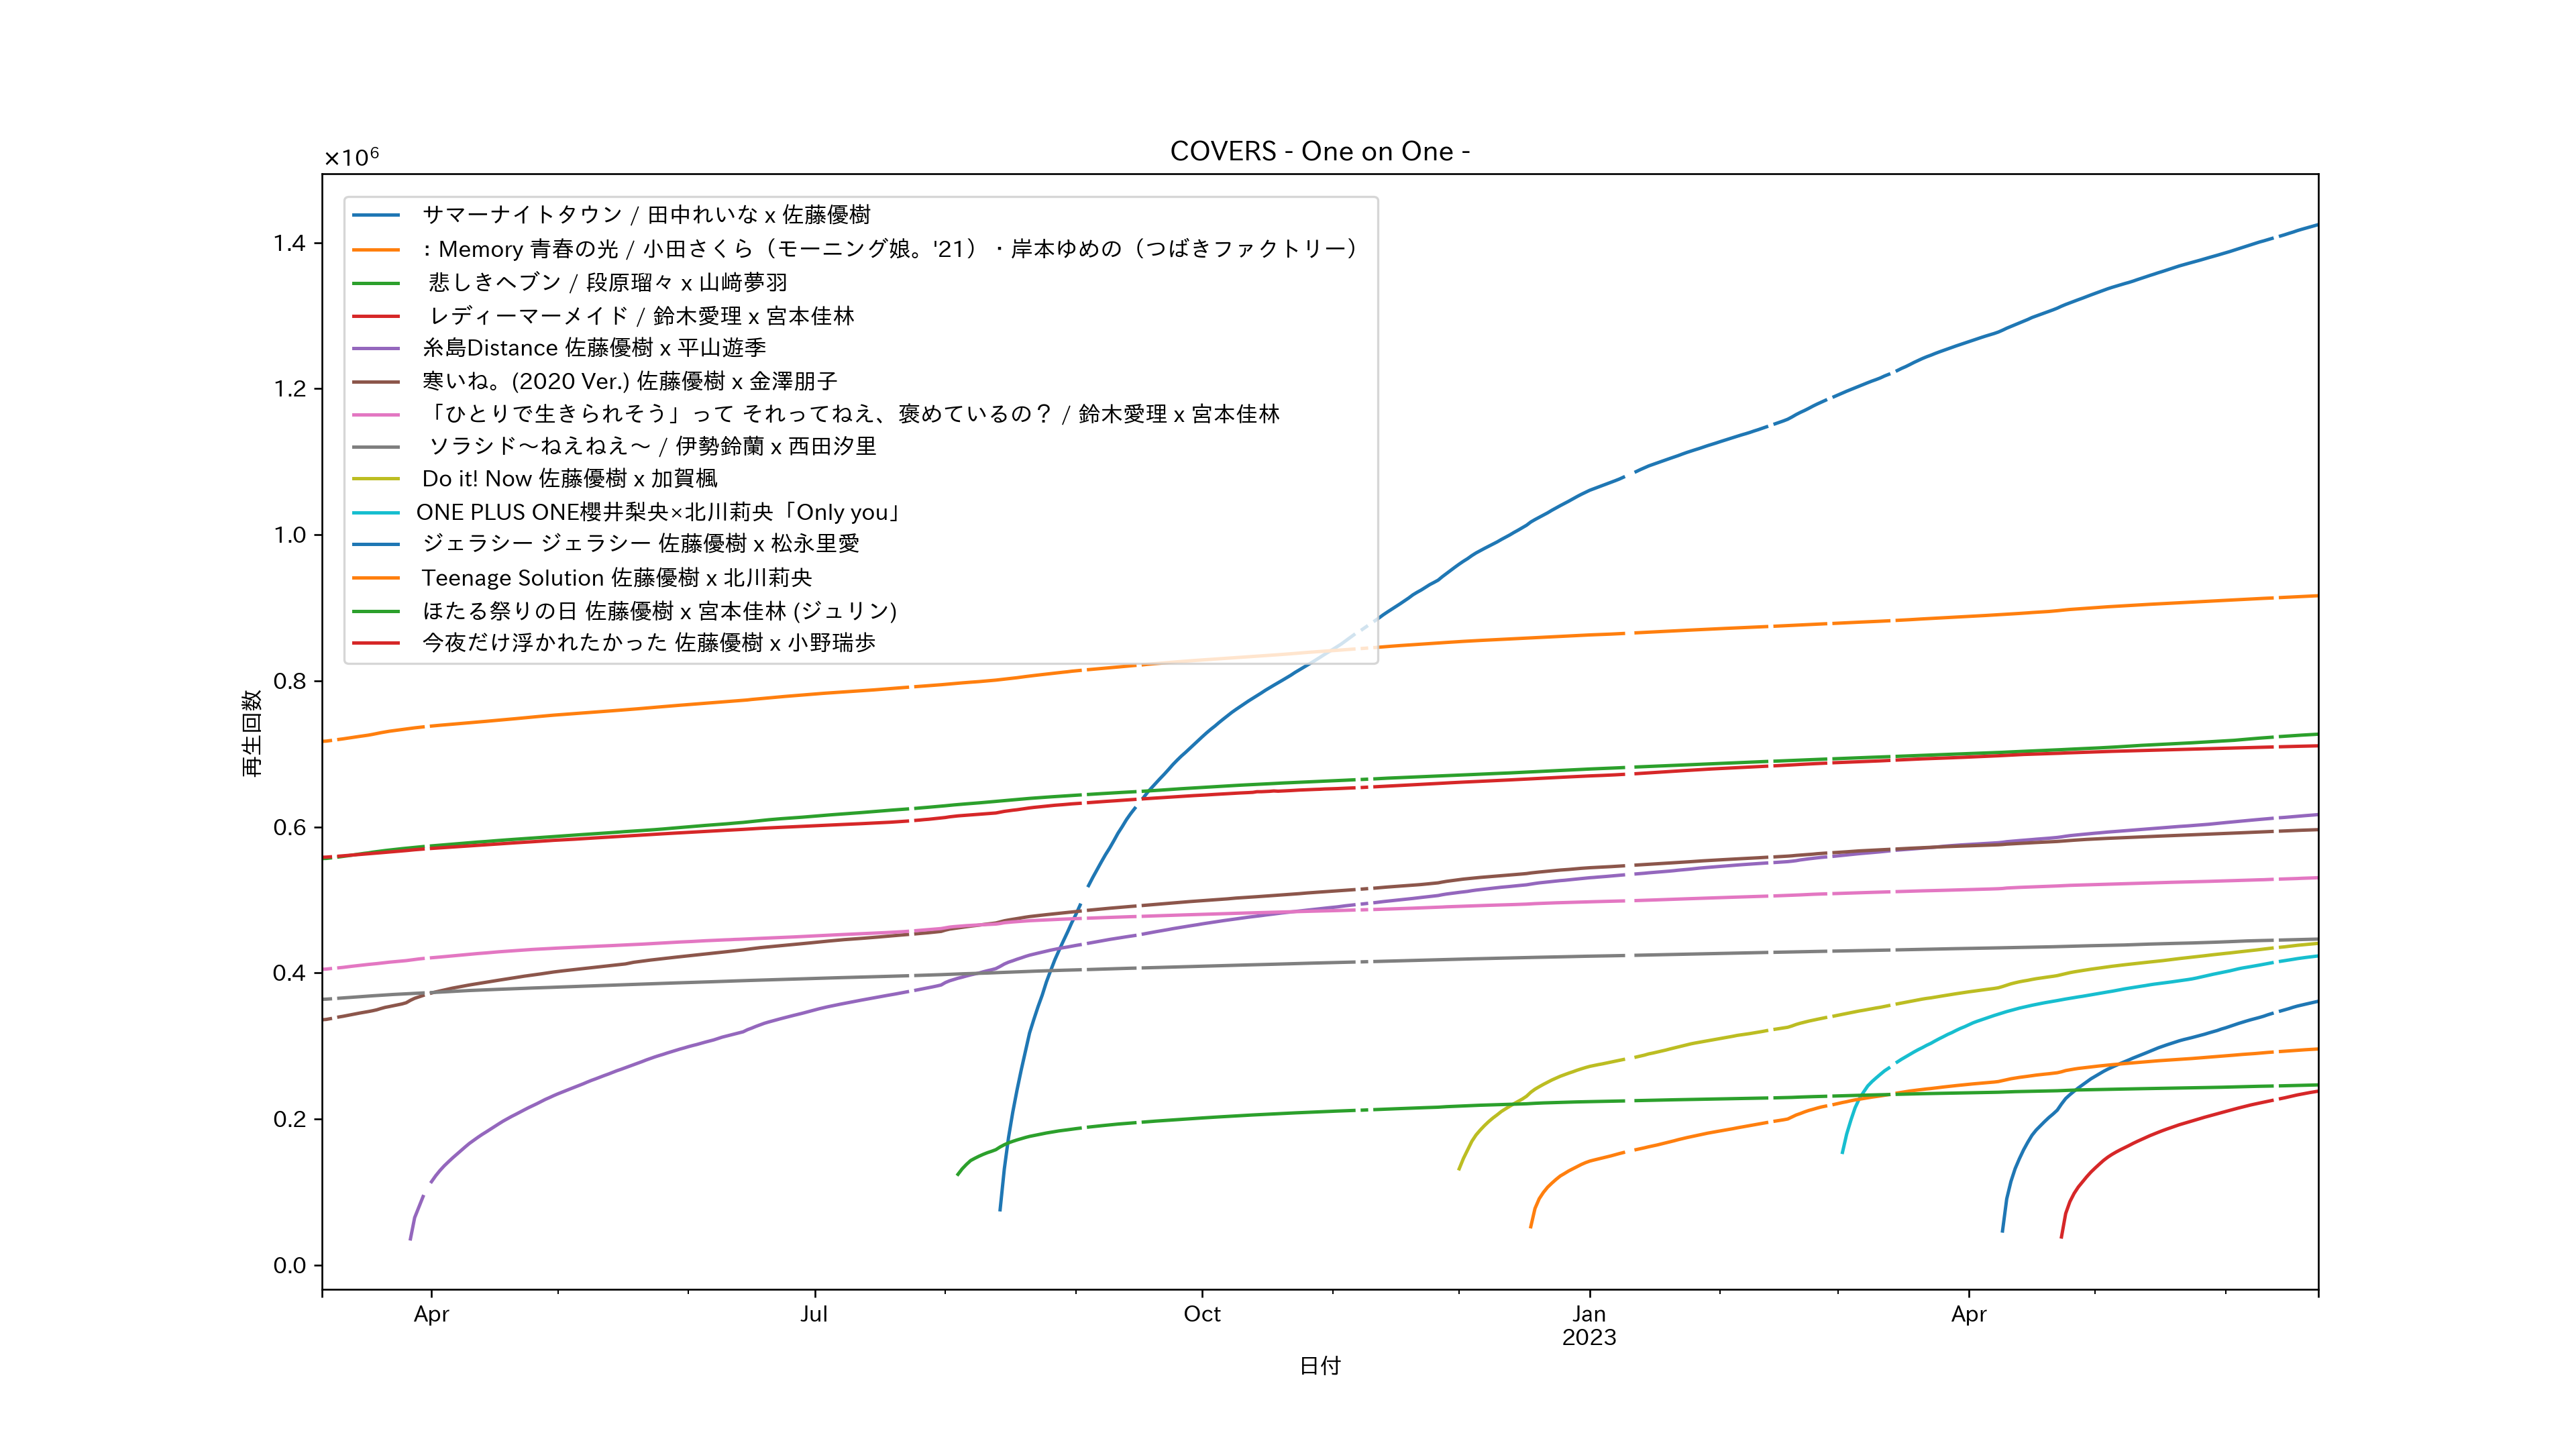 COVERS - One on One -
×10⁶
サマーナイトタウン / 田中れいな x 佐藤優樹
: Memory 青春の光 / 小田さくら（モーニング娘。'21）・岸本ゆめの（つばきファクトリー）
悲しきヘブン / 段原瑠々 x 山﨑夢羽
レディーマーメイド / 鈴木愛理 x 宮本佳林
糸島Distance 佐藤優樹 x 平山遊季
寒いね。(2020 Ver.) 佐藤優樹 x 金澤朋子
「ひとりで生きられそう」って それってねえ、褒めているの？ / 鈴木愛理 x 宮本佳林
ソラシド～ねえねえ～ / 伊勢鈴蘭 x 西田汐里
Do it! Now 佐藤優樹 x 加賀楓
ONE PLUS ONE櫻井梨央×北川莉央「Only you」
ジェラシー ジェラシー 佐藤優樹 x 松永里愛
Teenage Solution 佐藤優樹 x 北川莉央
ほたる祭りの日 佐藤優樹 x 宮本佳林 (ジュリン)
今夜だけ浮かれたかった 佐藤優樹 x 小野瑞歩
1.4
1.2
1.0
0.8
0.6
0.4
0.2
0.0
再生回数
Apr
Jul
Oct
Jan
2023
Apr
日付